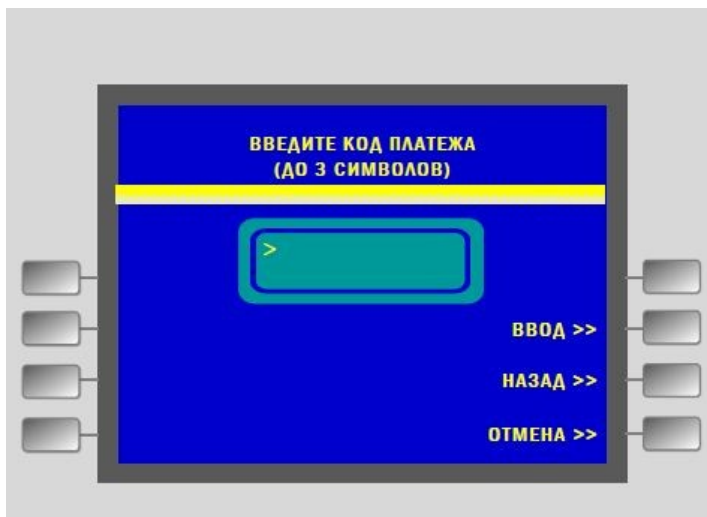 ВВЕДИТЕ КОД ПЛАТЕЖА
(ДО 3 СИМВОЛОВ)
>
ВВОД >>
НАЗАД >>
ОТМЕНА >>